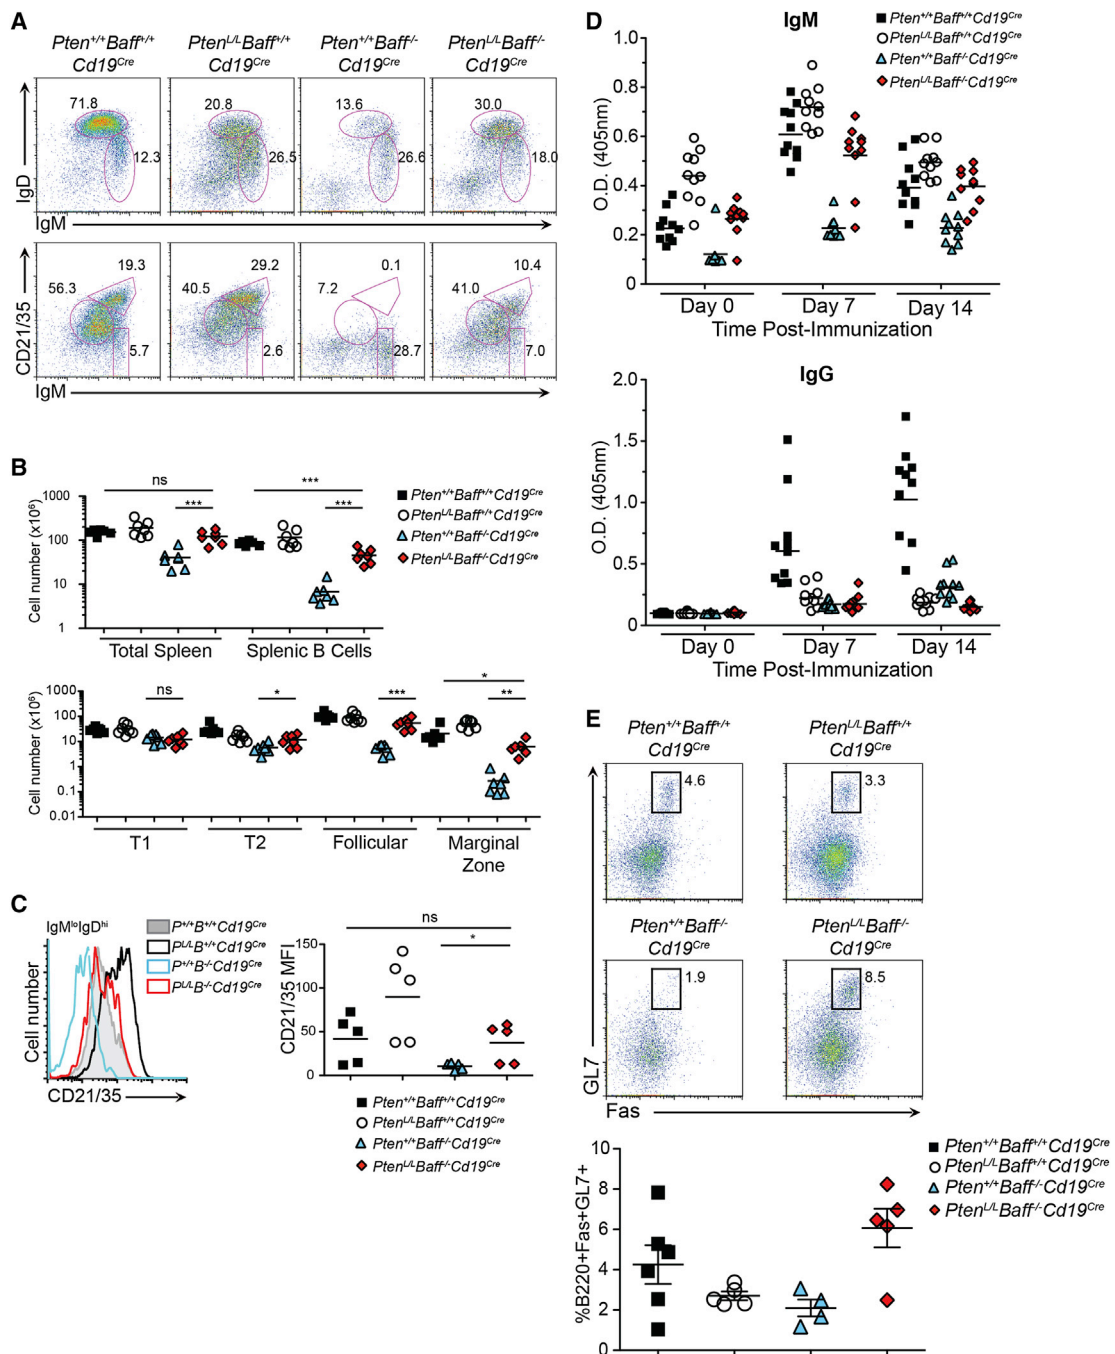 A
Pten+/+Baff+/+ Cd19Cre
PtenL/LBaff+/+ Cd19Cre
Pten+/+Baff-/- Cd19Cre
PtenL/LBaff-/- Cd19Cre
71.8
12.3
20.8
26.5
13.6
26.6
30.0
18.0
IgD
IgM
56.3
19.3
5.7
40.5
29.2
2.6
7.2
0.1
28.7
41.0
10.4
7.0
CD21/35
IgM
B
ns
***
***
***
Cell number (x10⁶)
1000
100
10
1
Total Spleen
Splenic B Cells
Pten+/+Baff+/+Cd19Cre
PtenL/LBaff+/+Cd19Cre
Pten+/+Baff-/-Cd19Cre
PtenL/LBaff-/-Cd19Cre
ns
*
***
*
**
Cell number (x10⁶)
1000
100
10
1
0.1
0.01
T1
T2
Follicular
Marginal
Zone
C
IgMloIgDhi
P+/+B+/+Cd19Cre
PL/LB+/+Cd19Cre
P+/+B-/-Cd19Cre
PL/LB-/-Cd19Cre
Cell number
CD21/35
ns
*
CD21/35 MFI
150
100
50
0
Pten+/+Baff+/+Cd19Cre
PtenL/LBaff+/+Cd19Cre
Pten+/+Baff-/-Cd19Cre
PtenL/LBaff-/-Cd19Cre
D
IgM
Pten+/+Baff+/+Cd19Cre
PtenL/LBaff+/+Cd19Cre
Pten+/+Baff-/-Cd19Cre
PtenL/LBaff-/-Cd19Cre
O.D. (405nm)
1.0
0.8
0.6
0.4
0.2
0
Day 0
Day 7
Day 14
Time Post-Immunization
IgG
O.D. (405nm)
2.0
1.5
1.0
0.5
0
Day 0
Day 7
Day 14
Time Post-Immunization
E
Pten+/+Baff+/+
Cd19Cre
PtenL/LBaff+/+
Cd19Cre
4.6
3.3
Pten+/+Baff-/-
Cd19Cre
PtenL/LBaff-/-
Cd19Cre
1.9
8.5
GL7
Fas
%B220+Fas+GL7+
10
8
6
4
2
0
Pten+/+Baff+/+Cd19Cre
PtenL/LBaff+/+Cd19Cre
Pten+/+Baff-/-Cd19Cre
PtenL/LBaff-/-Cd19Cre